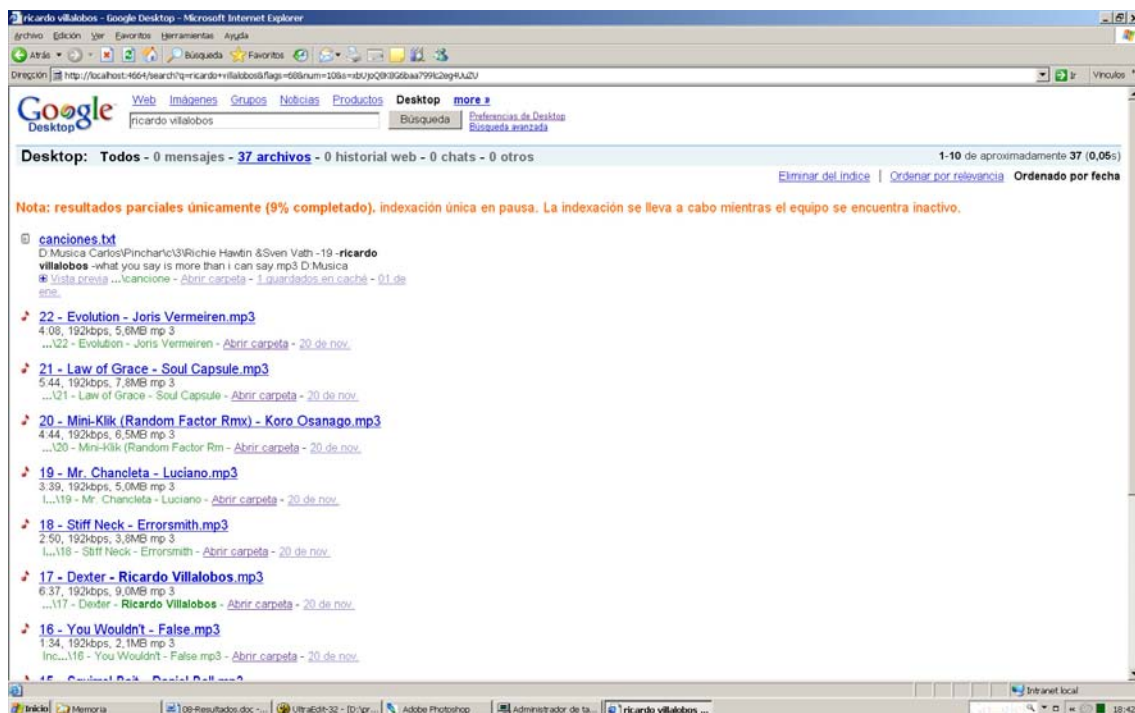 ricardo villalobos - Google Desktop - Microsoft Internet Explorer
Archivo Edición Ver Favoritos Herramientas Ayuda
Atrás Búsqueda Favoritos
Dirección Ir Vínculos
Google Desktop Web Imágenes Grupos Noticias Productos Desktop more »
ricardo villalobos Búsqueda Preferencias de Desktop
Búsqueda avanzada
Desktop: Todos - 0 mensajes - 37 archivos - 0 historial web - 0 chats - 0 otros 1-10 de aproximadamente 37 (0,05s)
Eliminar del índice | Ordenar por relevancia Ordenado por fecha
Nota: resultados parciales únicamente (9% completado), indexación única en pausa. La indexación se lleva a cabo mientras el equipo se encuentra inactivo.
canciones.txt
D:Musica Carlos\Pinchar\c\3\Richie Hawtin &Sven Vath -19 -ricardo
villalobos -what you say is more than i can say.mp3 D:Musica
Vista previa ...\cancione - Abrir carpeta - 1 guardados en caché - 01 de
ene.
22 - Evolution - Joris Vermeiren.mp3
4:08, 192kbps, 5,6MB mp 3
...\22 - Evolution - Joris Vermeiren - Abrir carpeta - 20 de nov.
21 - Law of Grace - Soul Capsule.mp3
5:44, 192kbps, 7,8MB mp 3
...\21 - Law of Grace - Soul Capsule - Abrir carpeta - 20 de nov.
20 - Mini-Klik (Random Factor Rmx) - Koro Osanago.mp3
4:44, 192kbps, 6,5MB mp 3
...\20 - Mini-Klik (Random Factor Rm - Abrir carpeta - 20 de nov.
19 - Mr. Chancleta - Luciano.mp3
3:39, 192kbps, 5,0MB mp 3
I...\19 - Mr. Chancleta - Luciano - Abrir carpeta - 20 de nov.
18 - Stiff Neck - Errorsmith.mp3
2:50, 192kbps, 3,8MB mp 3
I...\18 - Stiff Neck - Errorsmith - Abrir carpeta - 20 de nov.
17 - Dexter - Ricardo Villalobos.mp3
6:37, 192kbps, 9,0MB mp 3
...\17 - Dexter - Ricardo Villalobos - Abrir carpeta - 20 de nov.
16 - You Wouldn't - False.mp3
1:34, 192kbps, 2,1MB mp 3
Inc...\16 - You Wouldn't - False mp3 - Abrir carpeta - 20 de nov.
Intranet local
Inicio Memoria 09-Resultados.doc -... UltraEdit-32 - [D:\pr... Adobe Photoshop Administrador de ta... ricardo villalobos ... 18:42